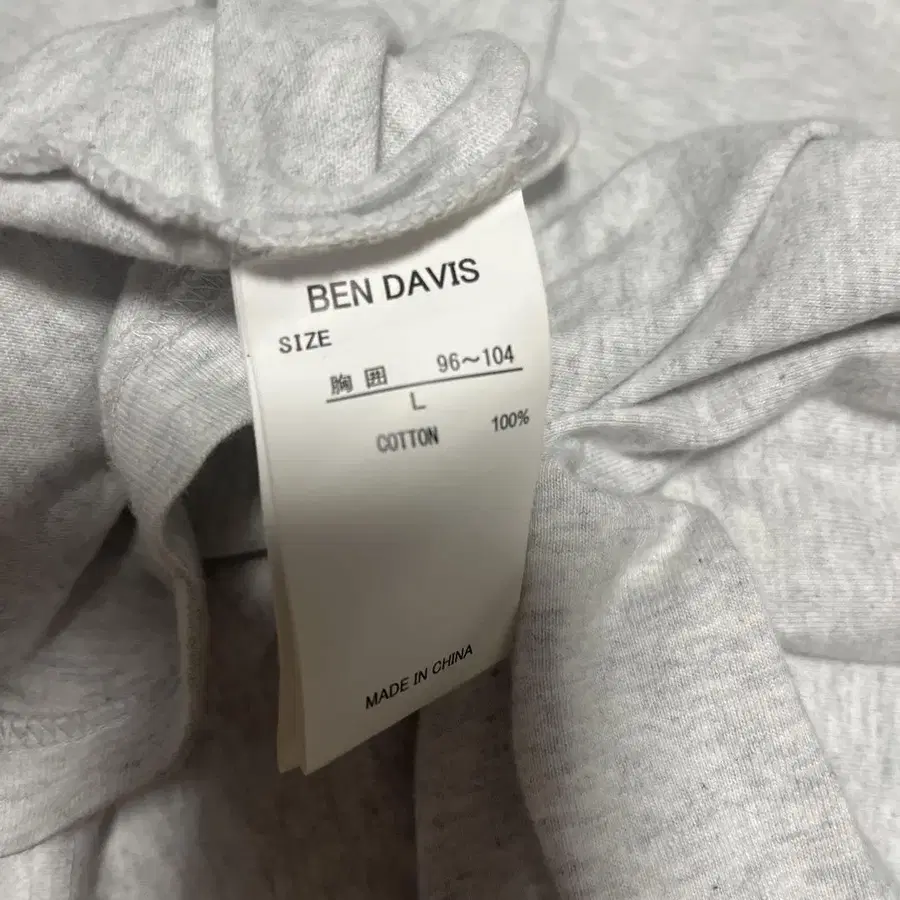 BEN DAVIS
SIZE
胸囲 96～104
L
COTTON 100%
MADE IN CHINA